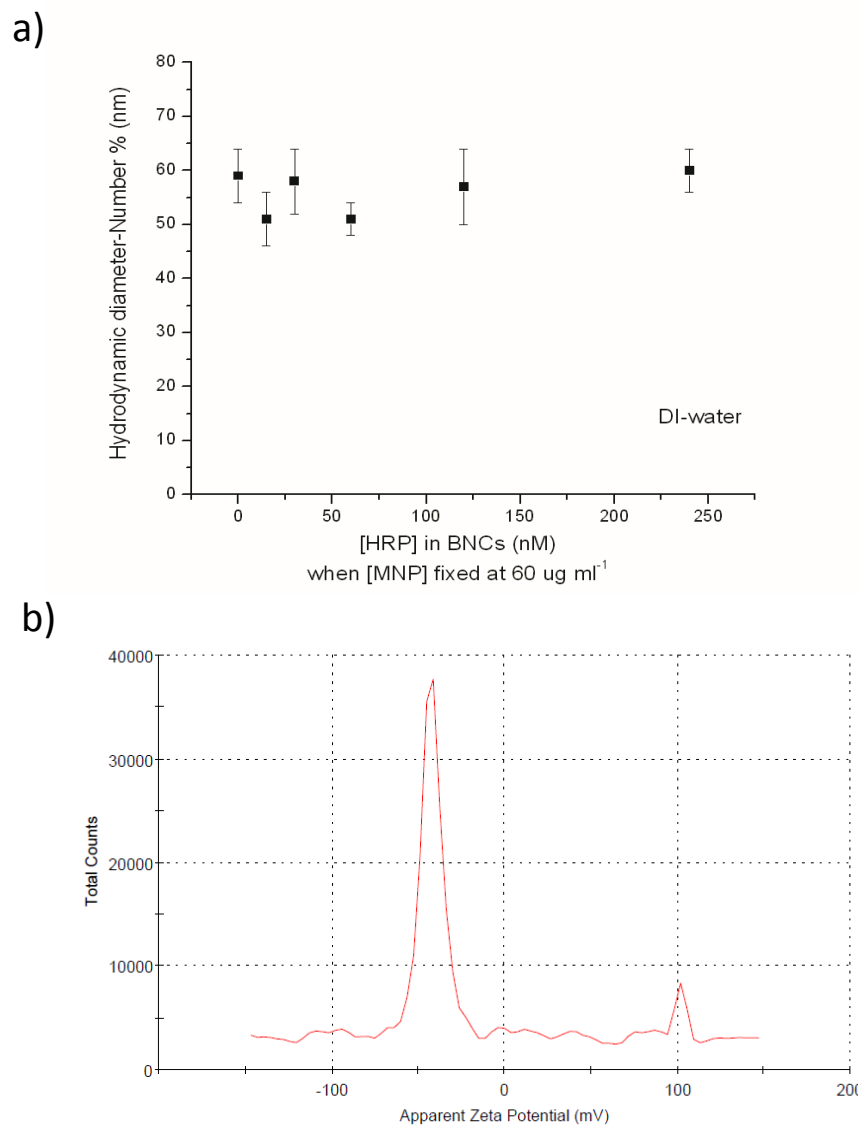 a)
80
70
60
50
40
30
20
10
0
Hydrodynamic diameter-Number % (nm)
DI-water
0 50 100 150 200 250
[HRP] in BNCs (nM)
when [MNP] fixed at 60 ug ml⁻¹
b)
40000
30000
20000
10000
0
Total Counts
-100 0 100 200
Apparent Zeta Potential (mV)